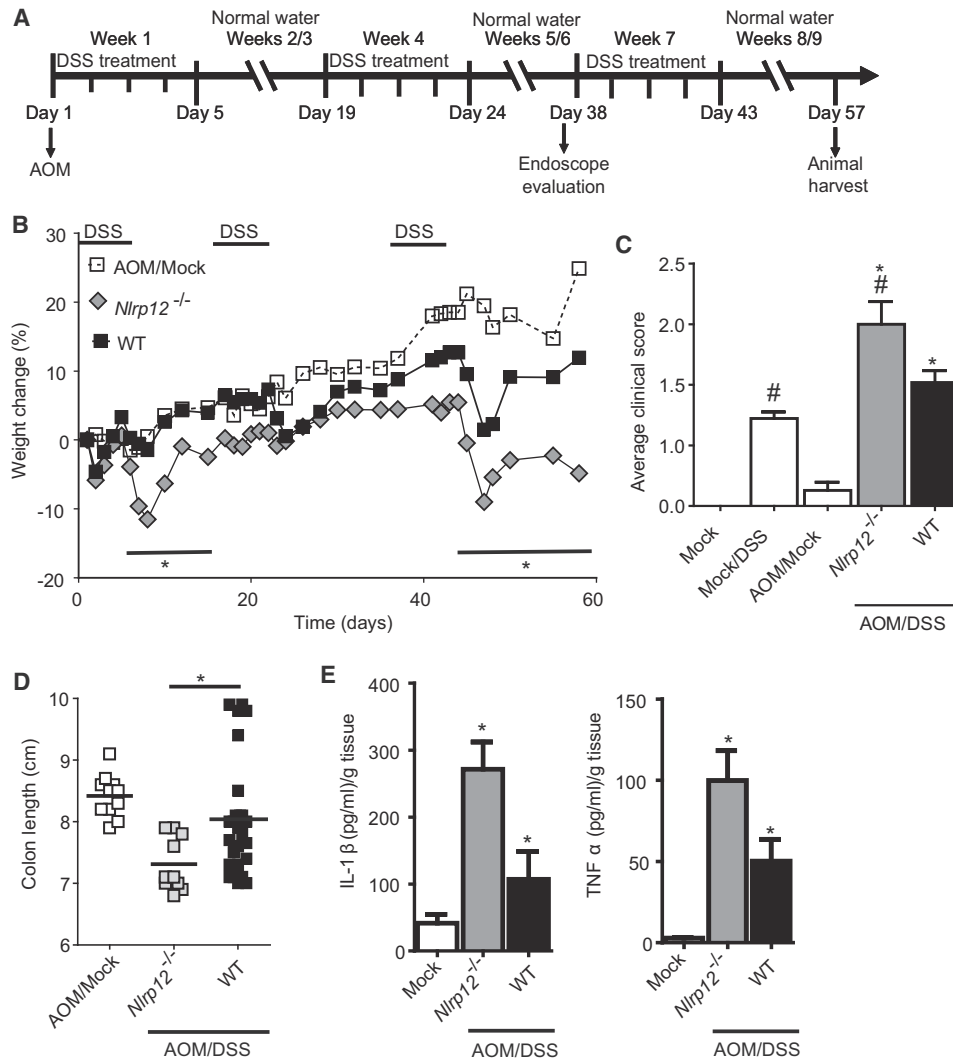 A
Normal water Normal water
Week 1 Weeks 2/3 Week 4 Weeks 5/6 Week 7 Weeks 8/9
DSS treatment DSS treatment DSS treatment
Day 1 Day 5 Day 19 Day 24 Day 38 Day 43 Day 57
AOM Endoscope evaluation Animal harvest
B
DSS DSS DSS
AOM/Mock
Nlrp12 -/-
WT
Weight change (%)
30
20
10
0
-10
-20
* *
0 20 40 60
Time (days)
C
Average clinical score
2.5
2.0
1.5
1.0
0.0
# * # *
Mock Mock/DSS AOM/Mock Nlrp12-/- WT
AOM/DSS
D
*
Colon length (cm)
10
9
8
7
6
AOM/Mock Nlrp12-/- WT
AOM/DSS
E
IL-1 β (pg/ml)/g tissue
400
300
200
100
0
* *
Mock Nlrp12-/- WT
AOM/DSS
TNF α (pg/ml)/g tissue
150
100
50
0
* *
Mock Nlrp12-/- WT
AOM/DSS